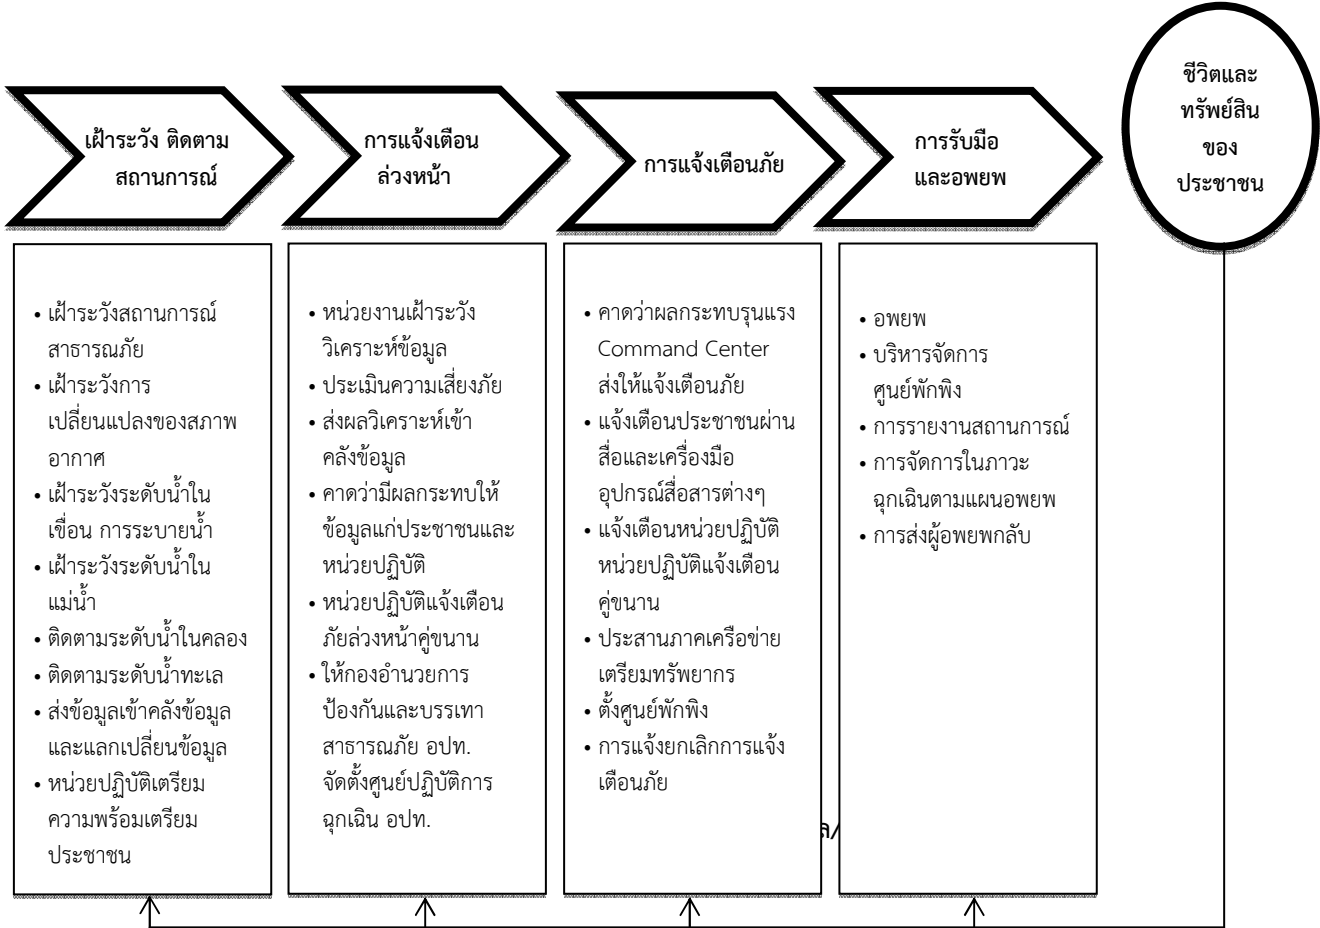 เฝ้าระวัง ติดตาม
สถานการณ์
การแจ้งเตือน
ล่วงหน้า
การแจ้งเตือนภัย
การรับมือ
และอพยพ
ชีวิตและ
ทรัพย์สิน
ของ
ประชาชน
• เฝ้าระวังสถานการณ์
สาธารณภัย
• เฝ้าระวังการ
เปลี่ยนแปลงของสภาพ
อากาศ
• เฝ้าระวังระดับน้ำใน
เขื่อน การระบายน้ำ
• เฝ้าระวังระดับน้ำใน
แม่น้ำ
• ติดตามระดับน้ำในคลอง
• ติดตามระดับน้ำทะเล
• ส่งข้อมูลเข้าคลังข้อมูล
และแลกเปลี่ยนข้อมูล
• หน่วยปฏิบัติเตรียม
ความพร้อมเตรียม
ประชาชน
• หน่วยงานเฝ้าระวัง
วิเคราะห์ข้อมูล
• ประเมินความเสี่ยงภัย
• ส่งผลวิเคราะห์เข้า
คลังข้อมูล
• คาดว่ามีผลกระทบให้
ข้อมูลแก่ประชาชนและ
หน่วยปฏิบัติ
• หน่วยปฏิบัติแจ้งเตือน
ภัยล่วงหน้าคู่ขนาน
• ให้กองอำนวยการ
ป้องกันและบรรเทา
สาธารณภัย อปท.
จัดตั้งศูนย์ปฏิบัติการ
ฉุกเฉิน อปท.
• คาดว่าผลกระทบรุนแรง
Command Center
ส่งให้แจ้งเตือนภัย
• แจ้งเตือนประชาชนผ่าน
สื่อและเครื่องมือ
อุปกรณ์สื่อสารต่างๆ
• แจ้งเตือนหน่วยปฏิบัติ
หน่วยปฏิบัติแจ้งเตือน
คู่ขนาน
• ประสานภาคเครือข่าย
เตรียมทรัพยากร
• ตั้งศูนย์พักพิง
• การแจ้งยกเลิกการแจ้ง
เตือนภัย
• อพยพ
• บริหารจัดการ
ศูนย์พักพิง
• การรายงานสถานการณ์
• การจัดการในภาวะ
ฉุกเฉินตามแผนอพยพ
• การส่งผู้อพยพกลับ